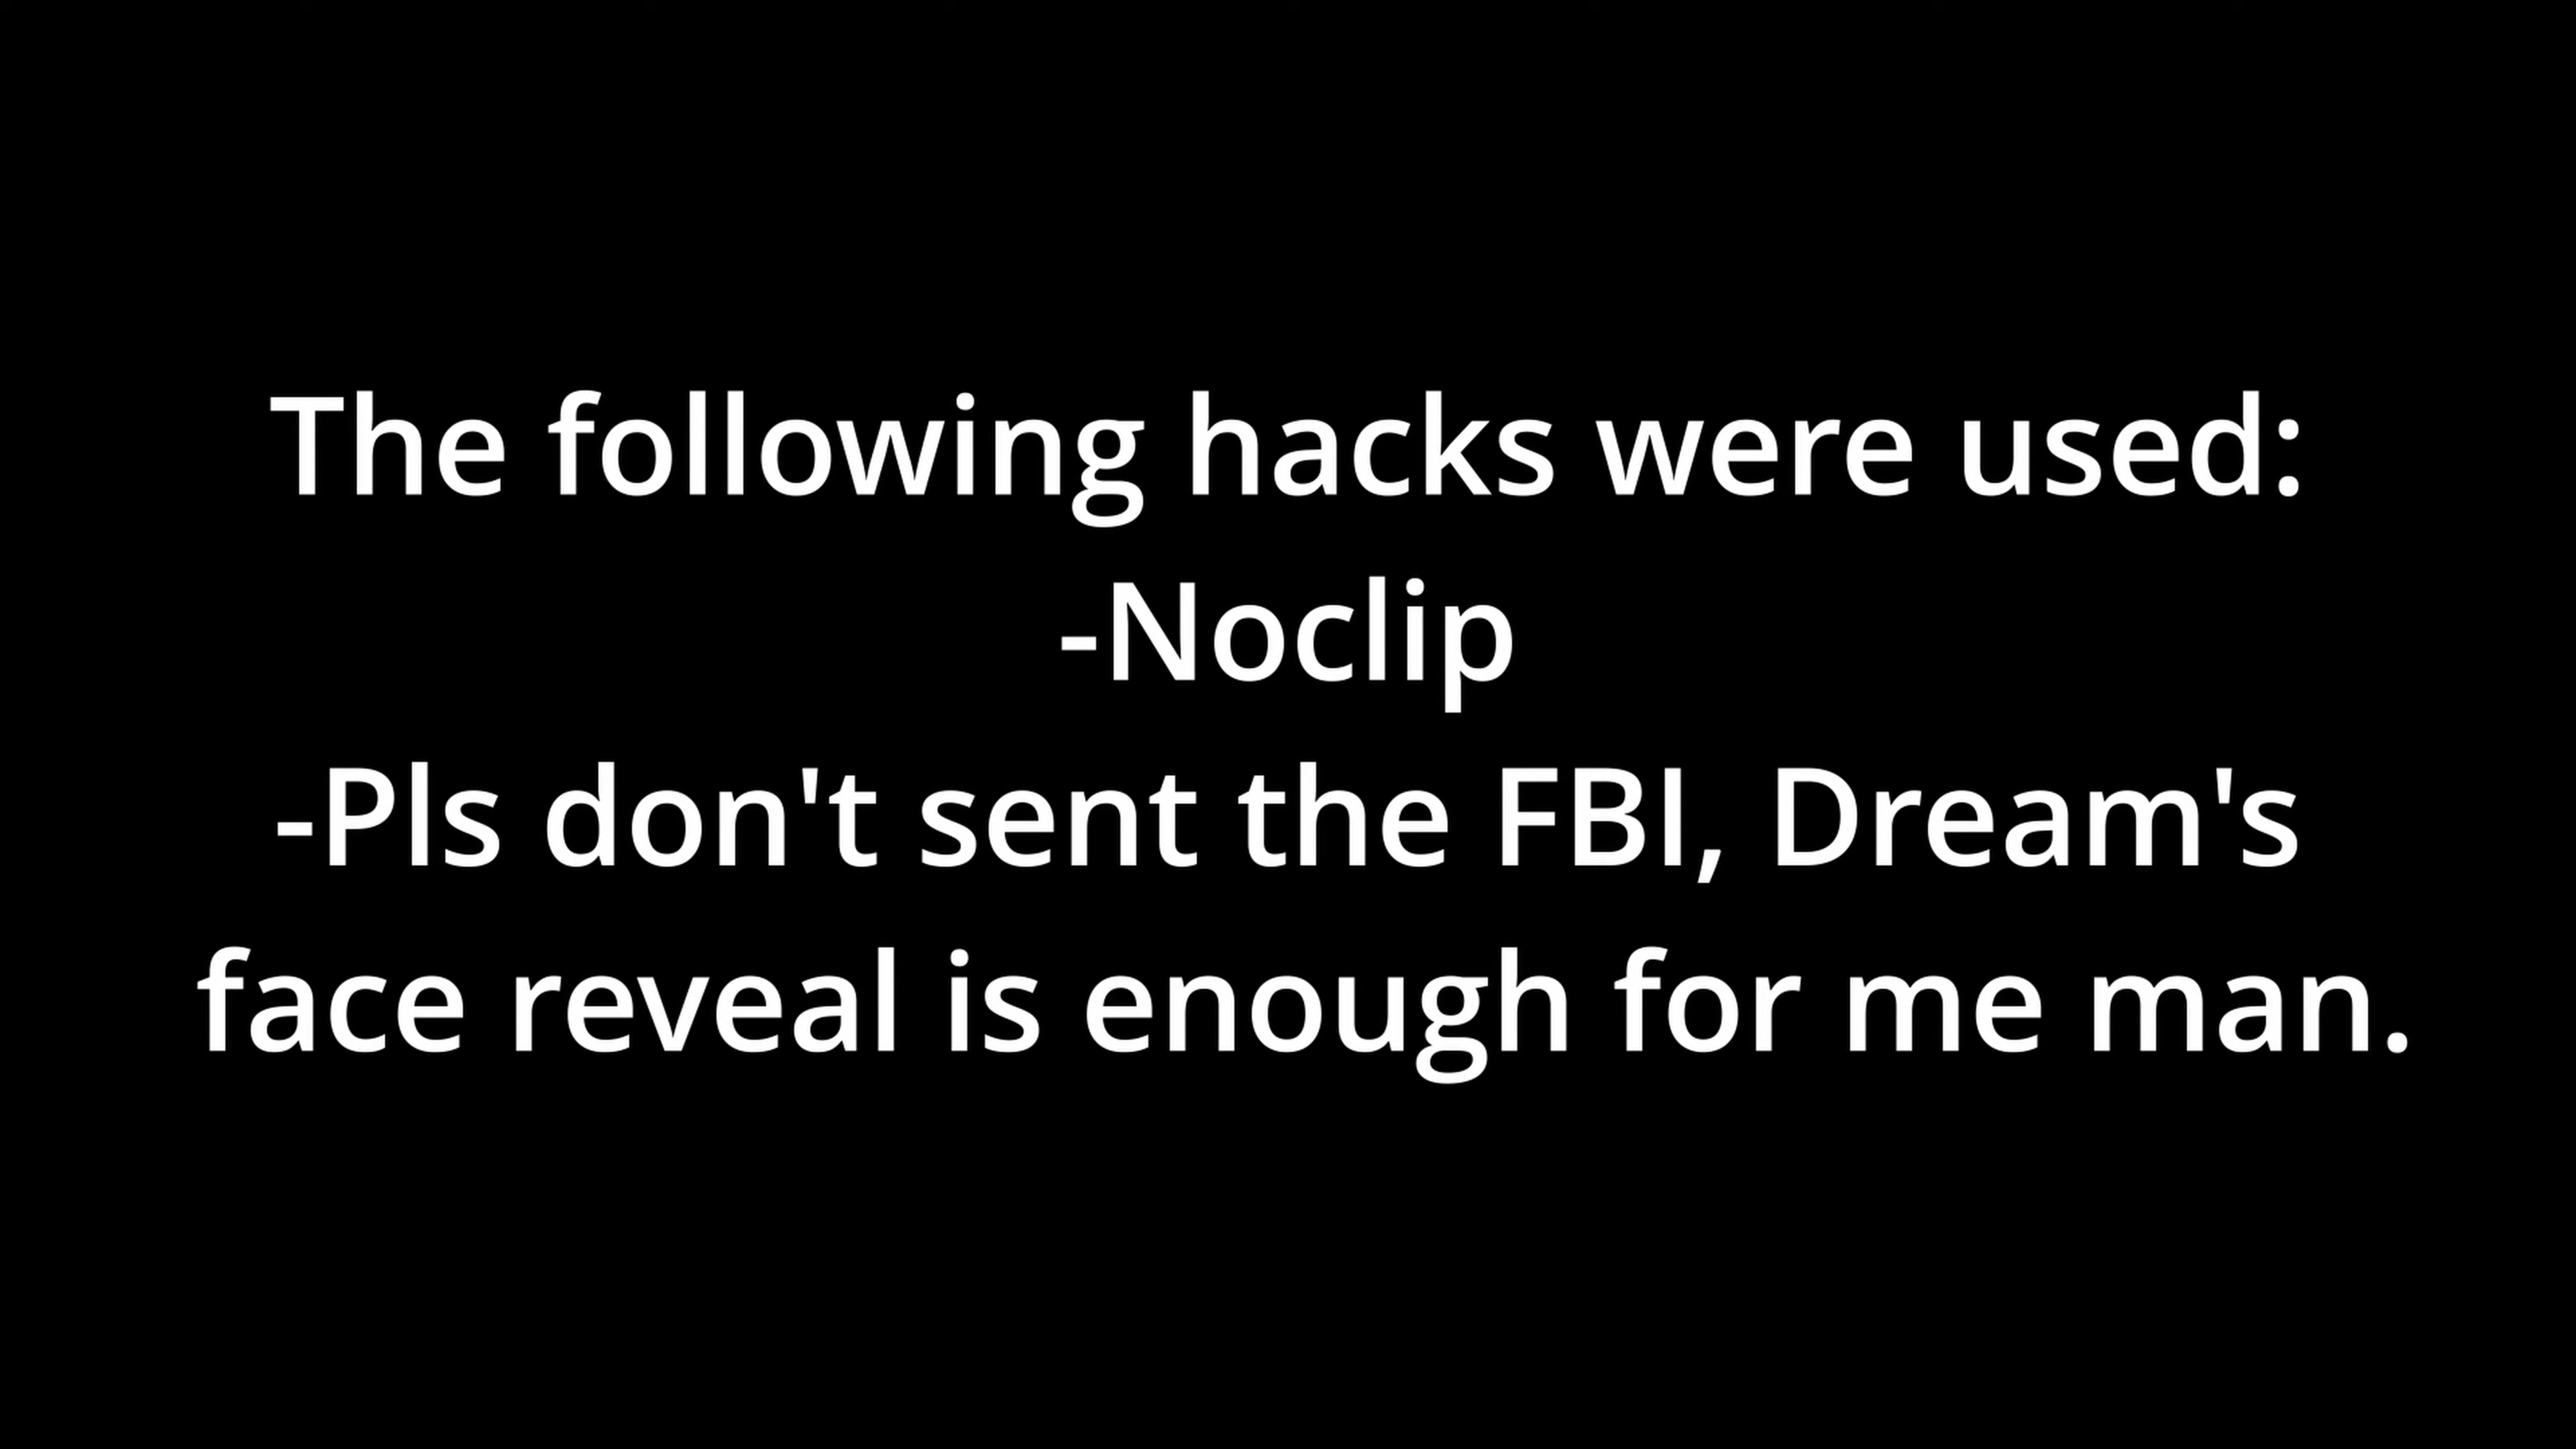 The following hacks were used:
-Noclip
-Pls don't sent the FBI, Dream's
face reveal is enough for me man.